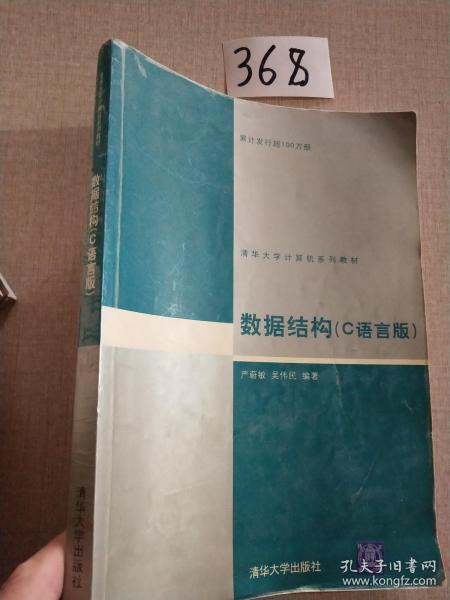 368
累计发行超100万册
清华大学计算机系列教材
数据结构(C语言版)
严蔚敏 吴伟民 编著
清华大学出版社
数据结构(C语言版)
清华大学出版社
孔夫子旧书网
www.kongfz.com